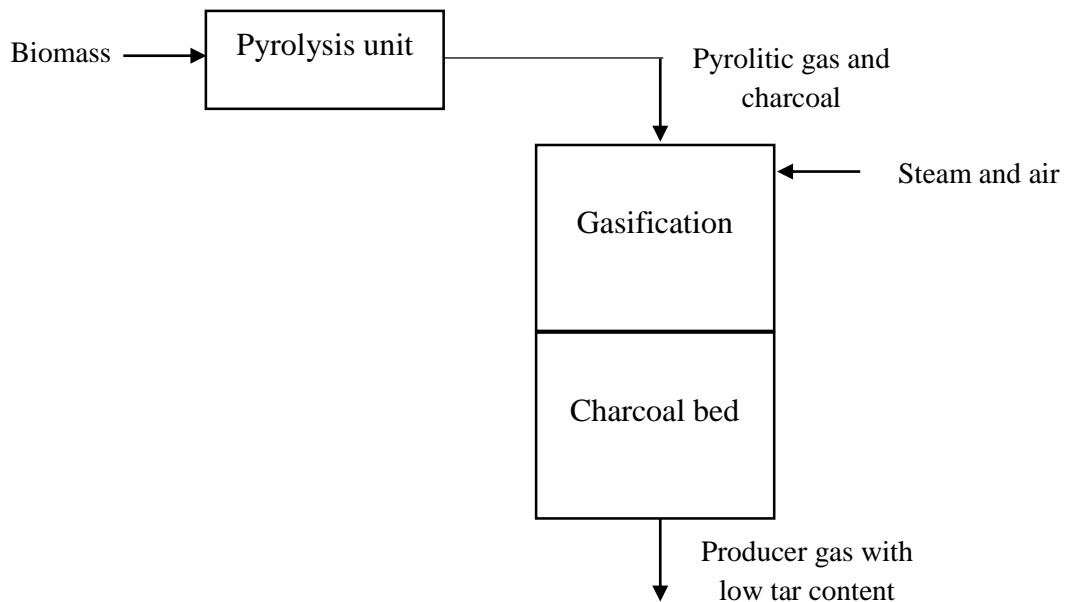 Biomass
Pyrolysis unit
Pyrolitic gas and
charcoal
Steam and air
Gasification
Charcoal bed
Producer gas with
low tar content